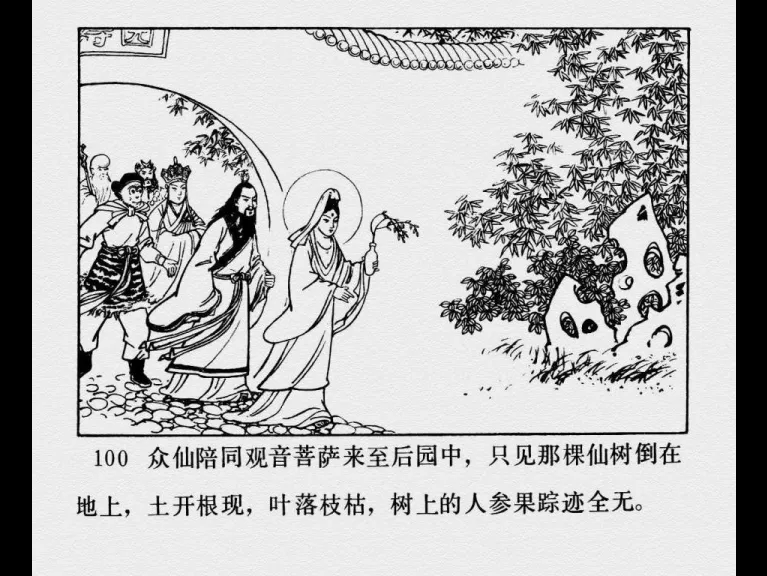 100 众仙陪同观音菩萨来至后园中，只见那棵仙树倒在
地上，土开根现，叶落枝枯，树上的人参果踪迹全无。